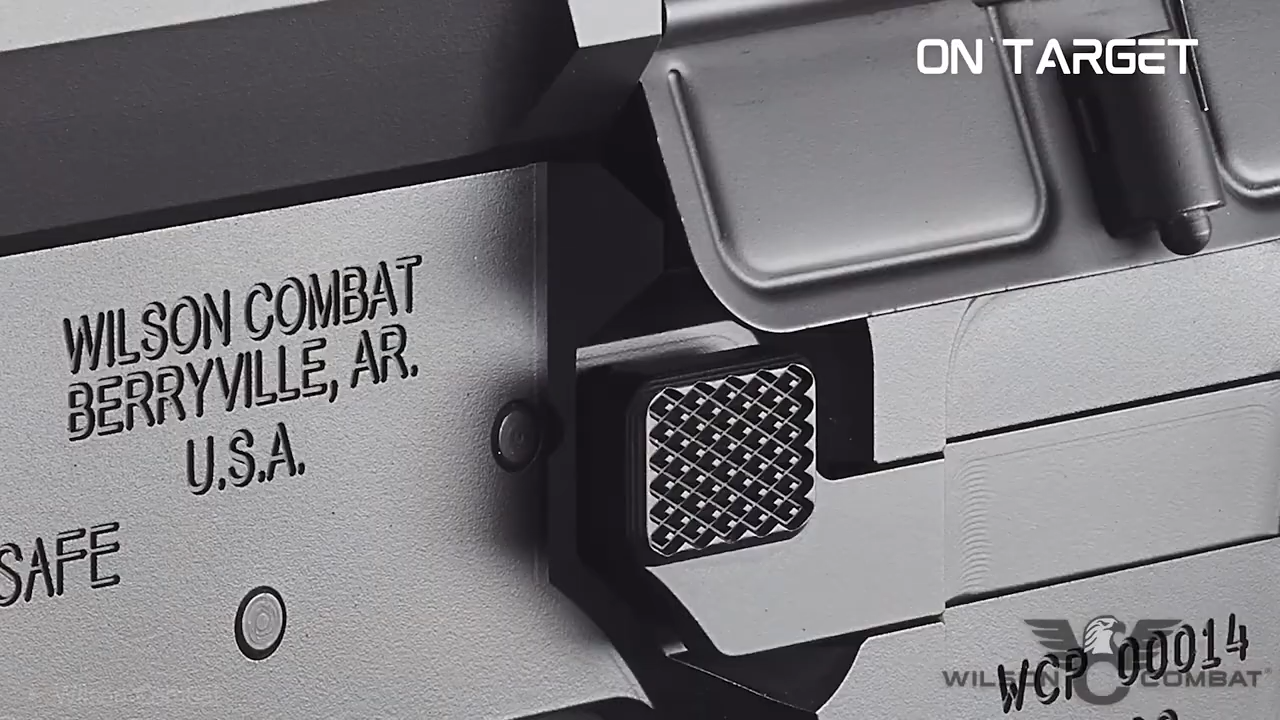 ON TARGET
WILSON COMBAT
BERRYVILLE, AR.
U.S.A.
SAFE
WCP 00014
WILSON COMBAT